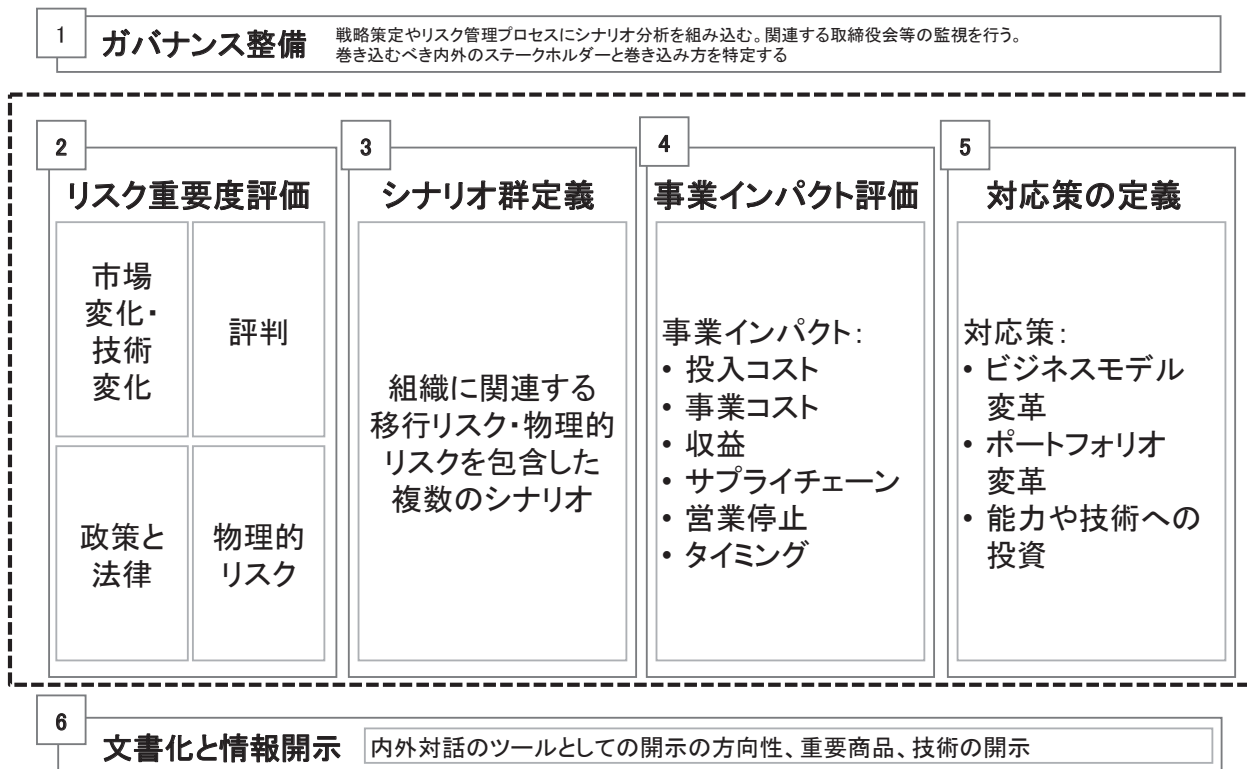 1
ガバナンス整備
戦略策定やリスク管理プロセスにシナリオ分析を組み込む。関連する取締役会等の監視を行う。
巻き込むべき内外のステークホルダーと巻き込み方を特定する
2
リスク重要度評価
市場
変化・
技術
変化
評判
政策と
法律
物理的
リスク
3
シナリオ群定義
組織に関連する
移行リスク・物理的
リスクを包含した
複数のシナリオ
4
事業インパクト評価
事業インパクト：
• 投入コスト
• 事業コスト
• 収益
• サプライチェーン
• 営業停止
• タイミング
5
対応策の定義
対応策：
• ビジネスモデル
変革
• ポートフォリオ
変革
• 能力や技術への
投資
6
文書化と情報開示
内外対話のツールとしての開示の方向性、重要商品、技術の開示